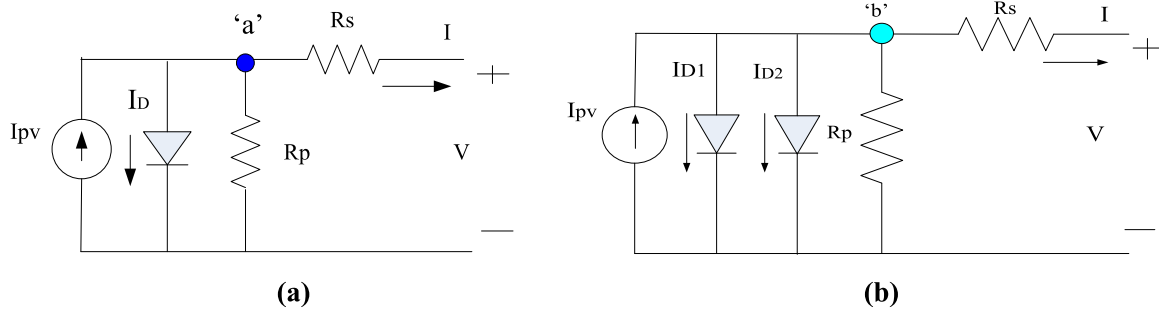 'a'
Rs
I
+
ID
Ipv
Rp
V
—
(a)
'b'
Rs
I
+
ID1
ID2
Ipv
Rp
V
—
(b)